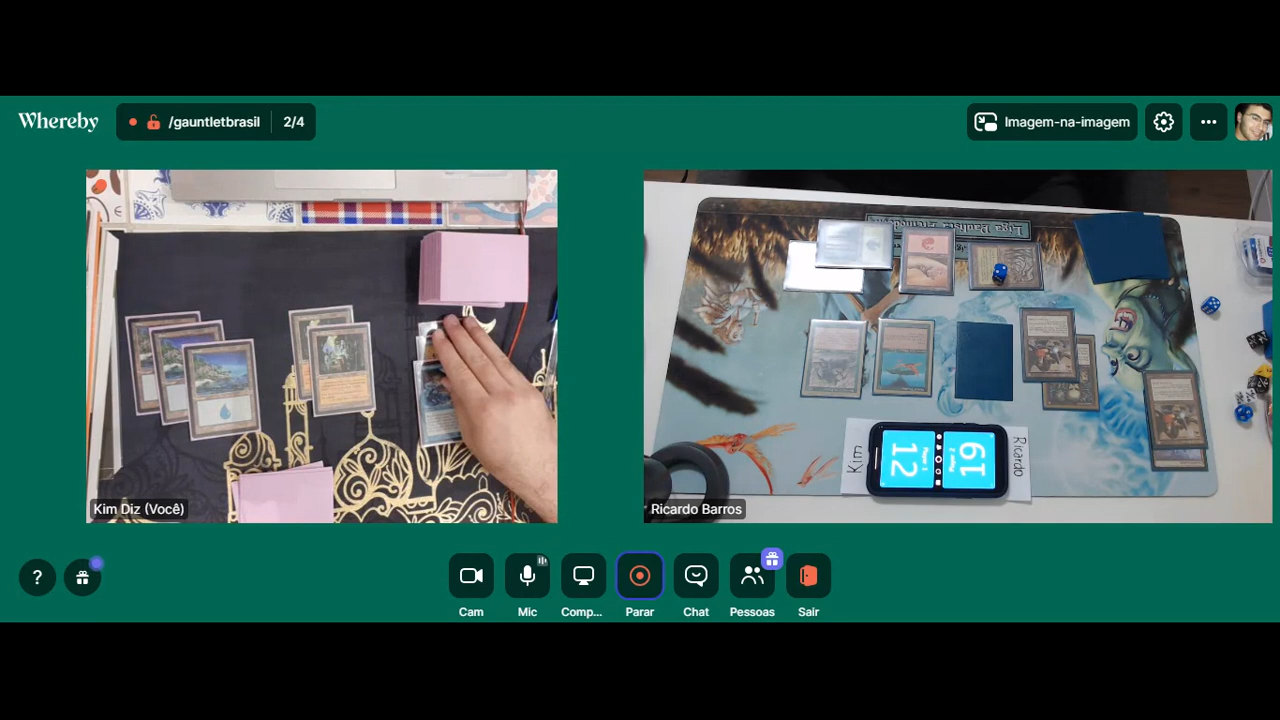 Whereby
/gauntletbrasil
2/4
Imagem-na-imagem
Kim Diz (Você)
Kim
12
19
Ricardo
Ricardo Barros
?
Cam
Mic
Comp...
Parar
Chat
Pessoas
Sair